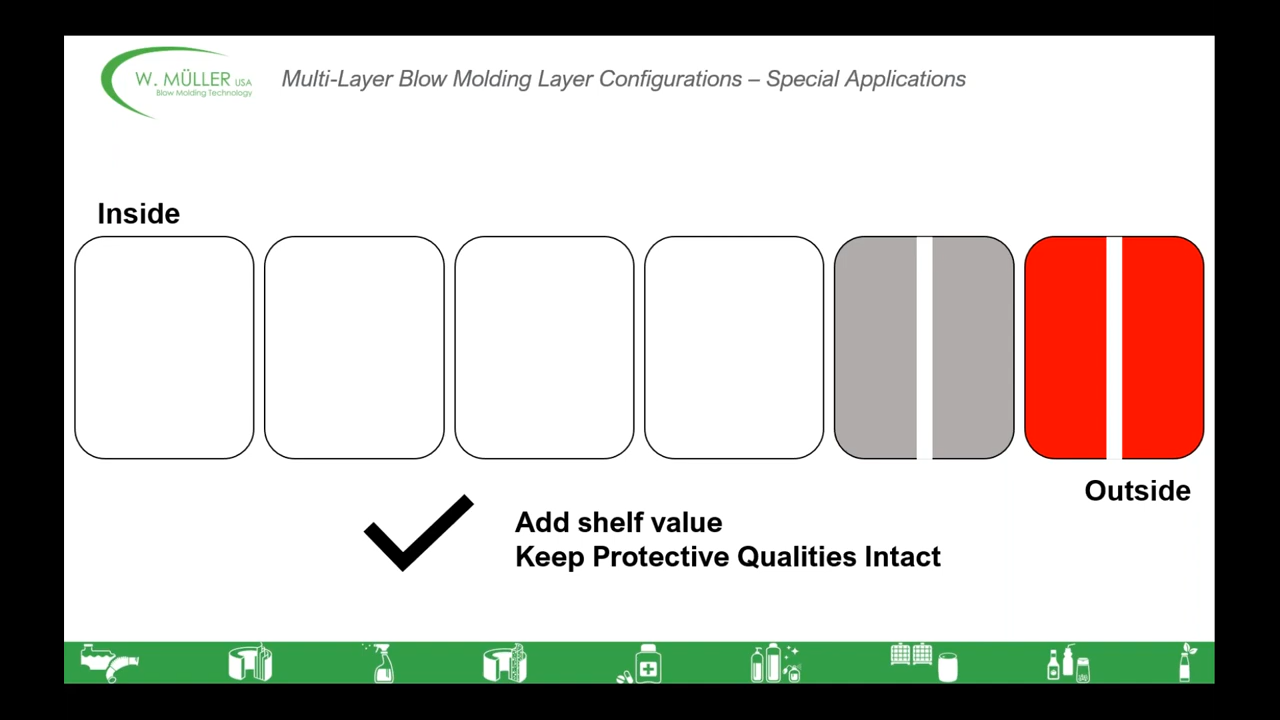 W. MÜLLER USA
Blow Molding Technology
Multi-Layer Blow Molding Layer Configurations – Special Applications
Inside
Outside
Add shelf value
Keep Protective Qualities Intact